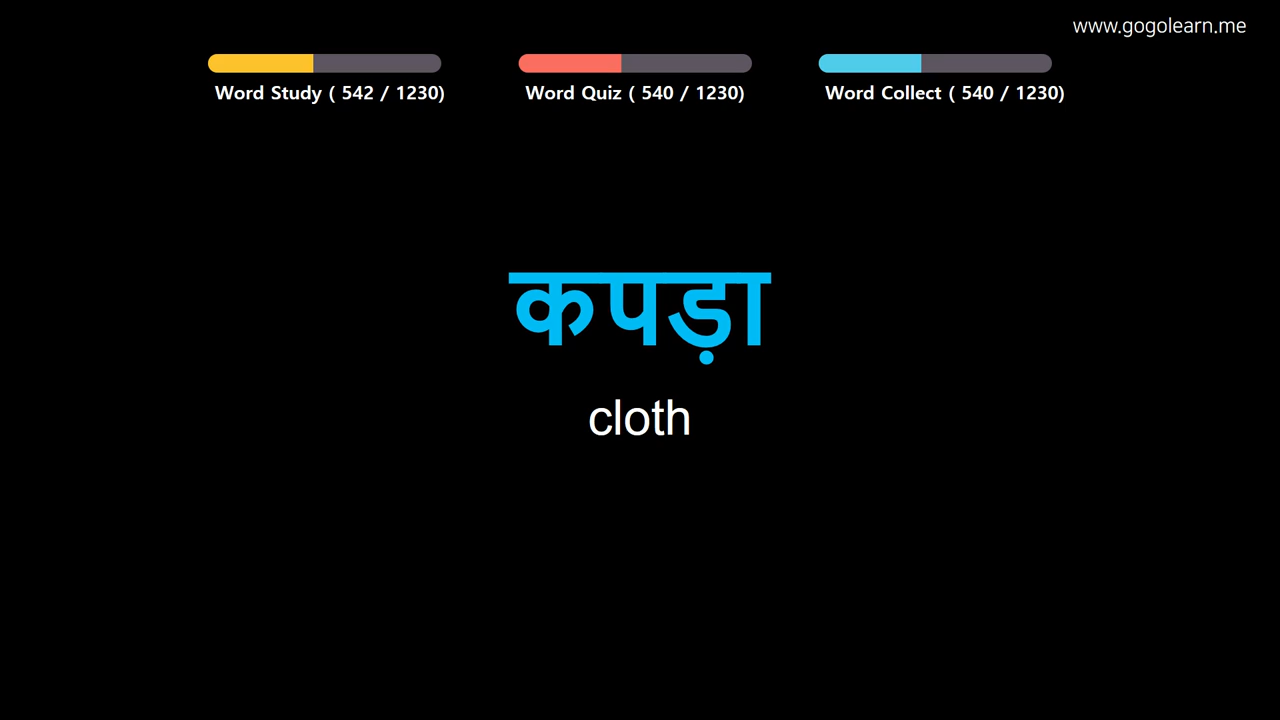 www.gogolearn.me
Word Study ( 542 / 1230)
Word Quiz ( 540 / 1230)
Word Collect ( 540 / 1230)
कपड़ा
cloth